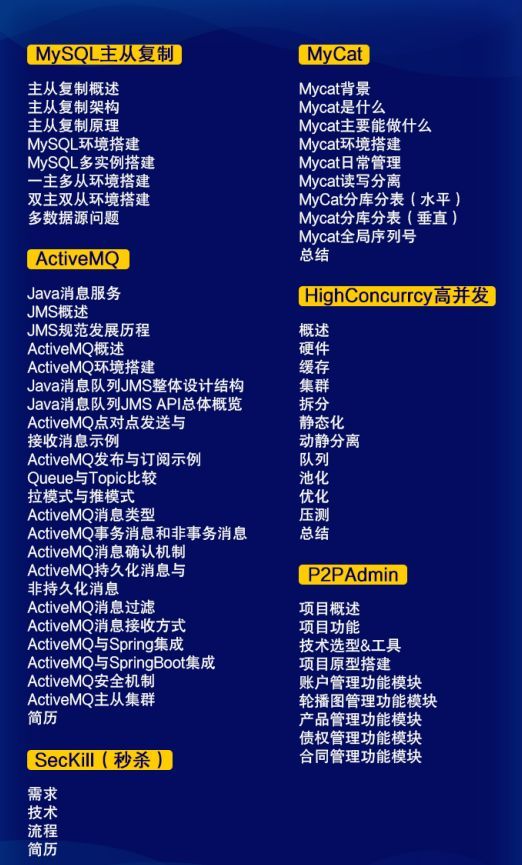 MySQL主从复制
主从复制概述
主从复制架构
主从复制原理
MySQL环境搭建
MySQL多实例搭建
一主多从环境搭建
双主双从环境搭建
多数据源问题
ActiveMQ
Java消息服务
JMS概述
JMS规范发展历程
ActiveMQ概述
ActiveMQ环境搭建
Java消息队列JMS整体设计结构
Java消息队列JMS API总体概览
ActiveMQ点对点发送与
接收消息示例
ActiveMQ发布与订阅示例
Queue与Topic比较
拉模式与推模式
ActiveMQ消息类型
ActiveMQ事务消息和非事务消息
ActiveMQ消息确认机制
ActiveMQ持久化消息与
非持久化消息
ActiveMQ消息过滤
ActiveMQ消息接收方式
ActiveMQ与Spring集成
ActiveMQ与SpringBoot集成
ActiveMQ安全机制
ActiveMQ主从集群
简历
SecKill（秒杀）
需求
技术
流程
简历
MyCat
Mycat背景
Mycat是什么
Mycat主要能做什么
Mycat环境搭建
Mycat日常管理
Mycat读写分离
MyCat分库分表（水平）
Mycat分库分表（垂直）
Mycat全局序列号
总结
HighConcurrcy高并发
概述
硬件
缓存
集群
拆分
静态化
动静分离
队列
池化
优化
压测
总结
P2PAdmin
项目概述
项目功能
技术选型&工具
项目原型搭建
账户管理功能模块
轮播图管理功能模块
产品管理功能模块
债权管理功能模块
合同管理功能模块